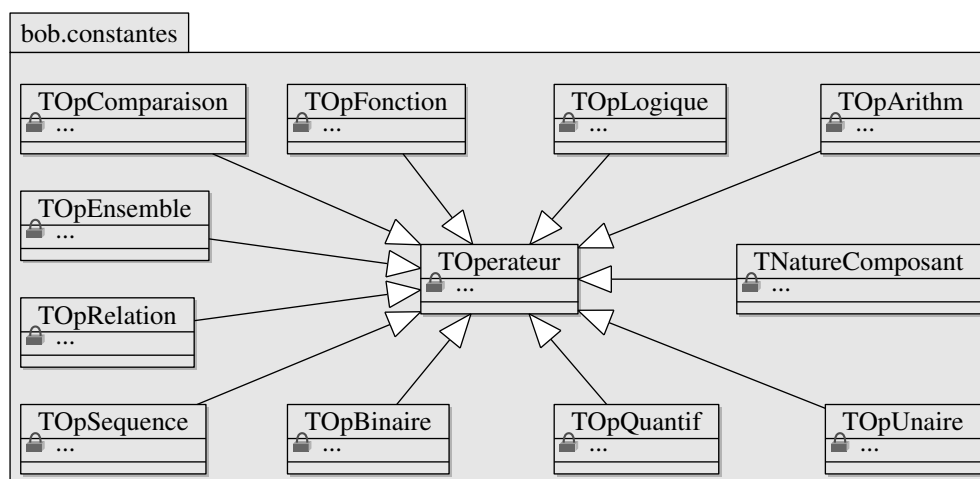 bob.constantes
TOpComparaison
...
TOpFonction
...
TOpLogique
...
TOpArithm
...
TOpEnsemble
...
TOperateur
...
TNatureComposant
...
TOpRelation
...
TOpSequence
...
TOpBinaire
...
TOpQuantif
...
TOpUnaire
...